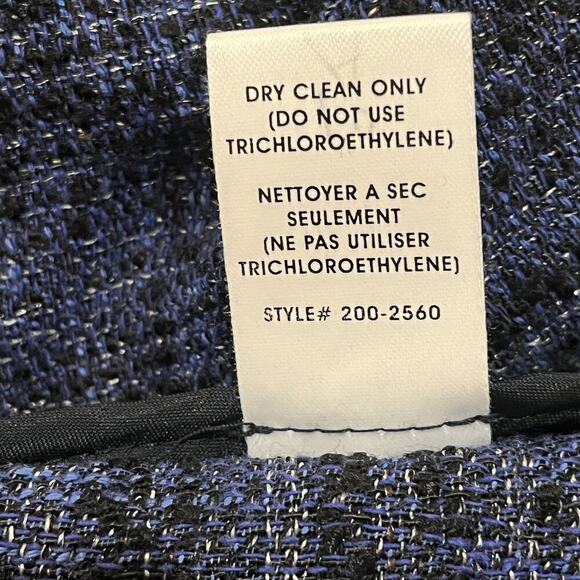 DRY CLEAN ONLY
(DO NOT USE
TRICHLOROETHYLENE)
NETTOYER A SEC
SEULEMENT
(NE PAS UTILISER
TRICHLOROETHYLENE)
STYLE# 200-2560